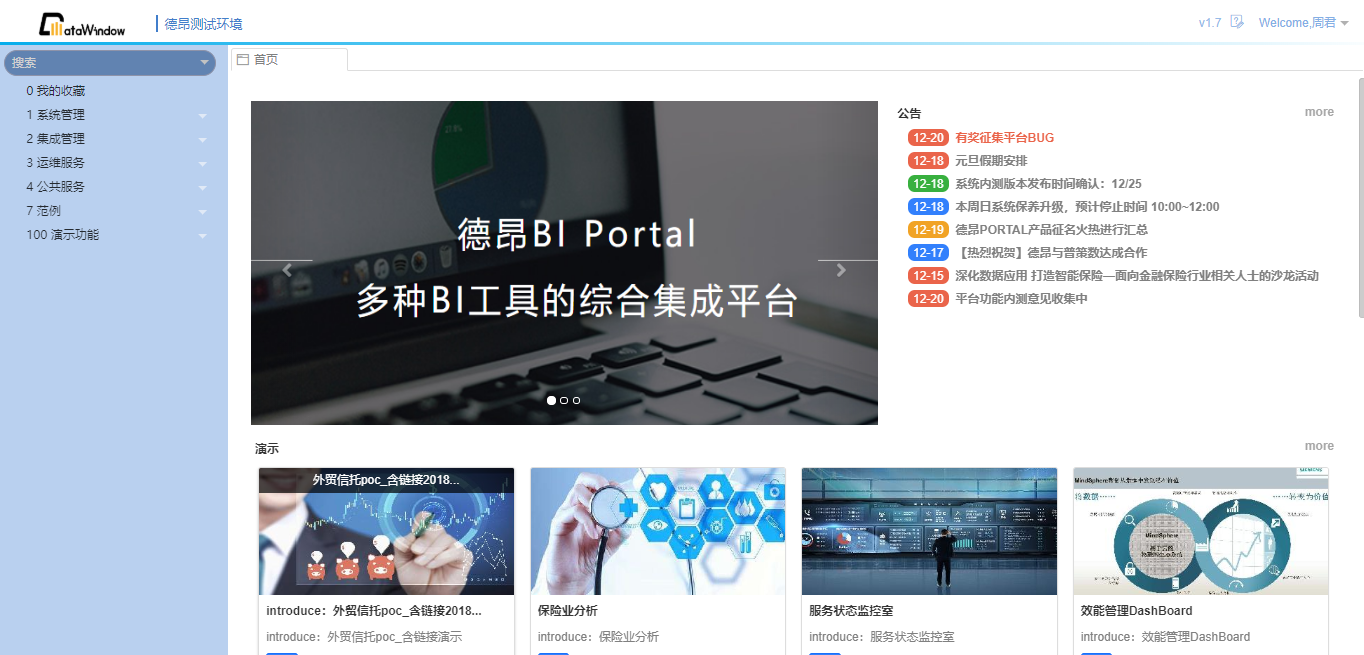 DataWindow
德昂测试环境
v1.7
Welcome,周君
搜索
首页
0 我的收藏
1 系统管理
2 集成管理
3 运维服务
4 公共服务
7 范例
100 演示功能
德昂BI Portal
多种BI工具的综合集成平台
公告
more
12-20 有奖征集平台BUG
12-18 元旦假期安排
12-18 系统内测版本发布时间确认：12/25
12-18 本周日系统保养升级，预计停止时间 10:00~12:00
12-19 德昂PORTAL产品征名火热进行汇总
12-17 【热烈祝贺】德昂与普策数达成合作
12-15 深化数据应用 打造智能保险—面向金融保险行业相关人士的沙龙活动
12-20 平台功能内测意见收集中
演示
more
外贸信托poc_含链接2018...
introduce：外贸信托poc_含链接2018...
introduce：外贸信托poc_含链接演示
保险业分析
introduce：保险业分析
服务状态监控室
introduce：服务状态监控室
MindSphere
效能管理DashBoard
introduce：效能管理DashBoard